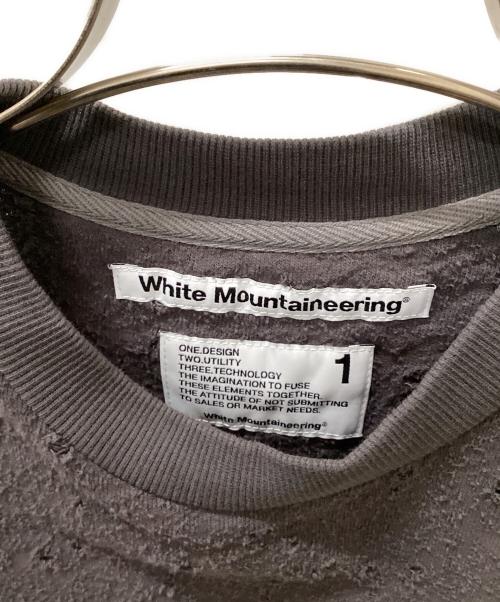 White Mountaineering®
ONE.DESIGN
TWO.UTILITY
THREE.TECHNOLOGY
THE IMAGINATION TO FUSE
THESE ELEMENTS TOGETHER.
THE ATTITUDE OF NOT SUBMITTING
TO SALES OR MARKET NEEDS.
1
White Mountaineering®